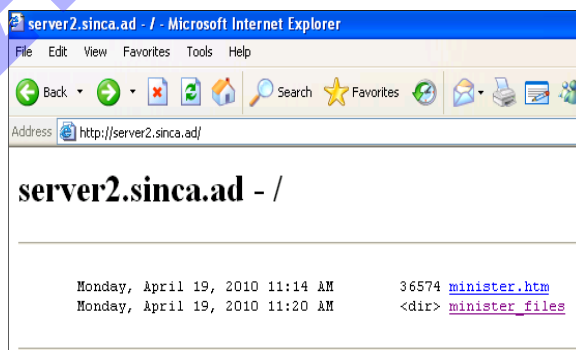 server2.sinca.ad - / - Microsoft Internet Explorer
File Edit View Favorites Tools Help
Back Search Favorites
Address http://server2.sinca.ad/
server2.sinca.ad - /
Monday, April 19, 2010 11:14 AM 36574 minister.htm
Monday, April 19, 2010 11:20 AM <dir> minister_files